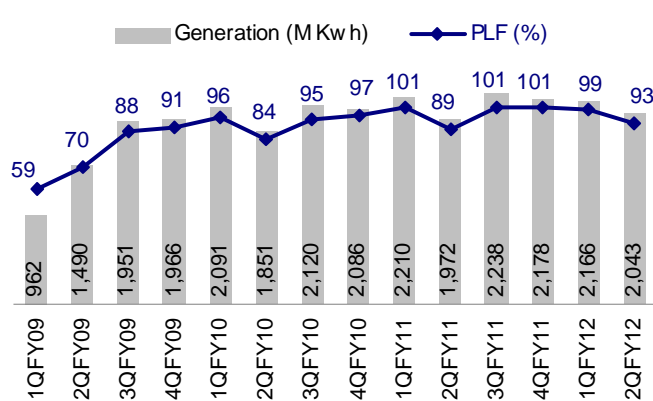 Generation (M Kwh) PLF (%)
59 70 88 91 96 84 95 97 101 89 101 101 99 93
962 1,490 1,951 1,966 2,091 1,851 2,120 2,086 2,210 1,972 2,238 2,178 2,166 2,043
1QFY09 2QFY09 3QFY09 4QFY09 1QFY10 2QFY10 3QFY10 4QFY10 1QFY11 2QFY11 3QFY11 4QFY11 1QFY12 2QFY12